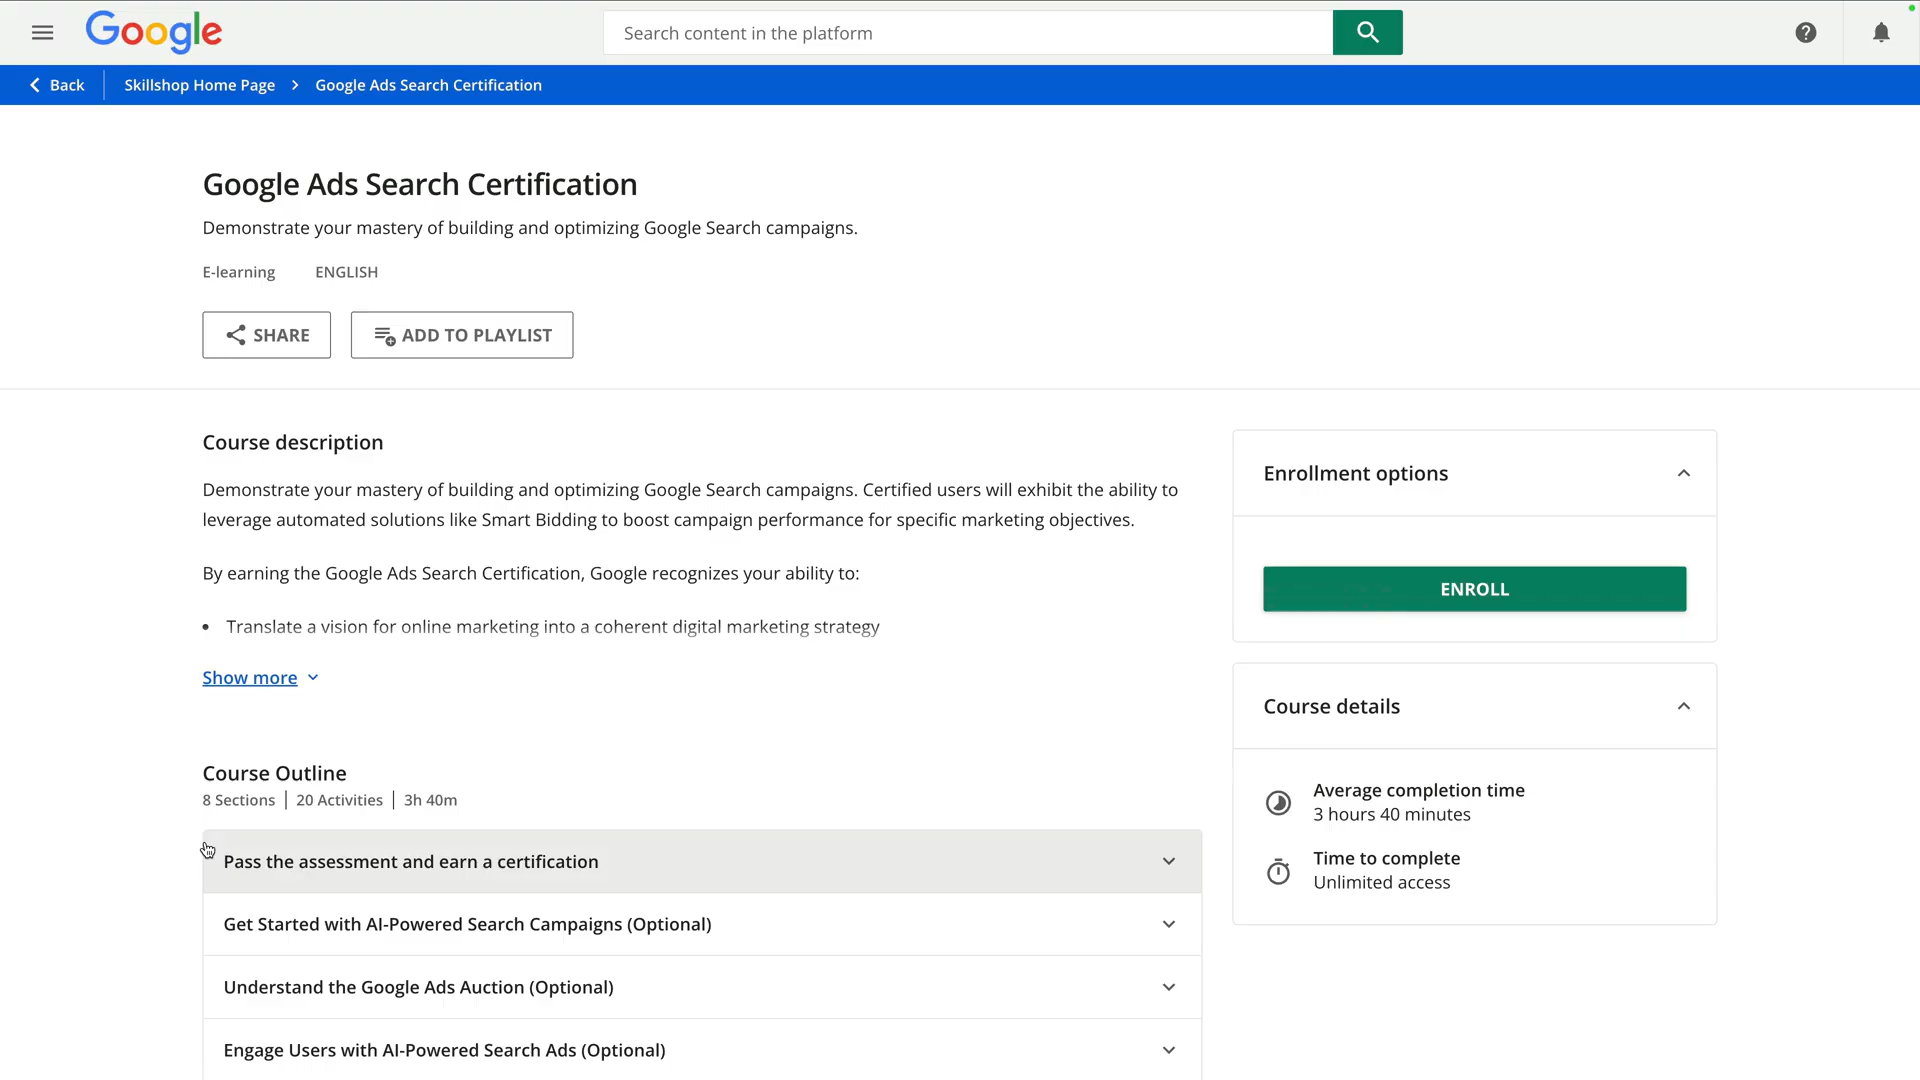 Google
Search content in the platform
Back
Skillshop Home Page
Google Ads Search Certification
Google Ads Search Certification
Demonstrate your mastery of building and optimizing Google Search campaigns.
E-learning ENGLISH
SHARE
ADD TO PLAYLIST
Course description
Demonstrate your mastery of building and optimizing Google Search campaigns. Certified users will exhibit the ability to
leverage automated solutions like Smart Bidding to boost campaign performance for specific marketing objectives.
By earning the Google Ads Search Certification, Google recognizes your ability to:
• Translate a vision for online marketing into a coherent digital marketing strategy
Show more
Course Outline
8 Sections | 20 Activities | 3h 40m
Pass the assessment and earn a certification
Get Started with AI-Powered Search Campaigns (Optional)
Understand the Google Ads Auction (Optional)
Engage Users with AI-Powered Search Ads (Optional)
Enrollment options
ENROLL
Course details
Average completion time
3 hours 40 minutes
Time to complete
Unlimited access